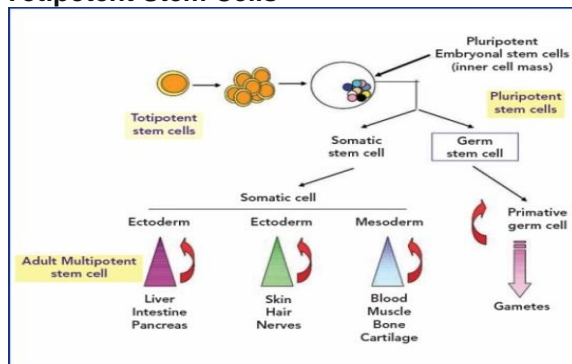 Totipotent Stem Cells
Pluripotent
Embryonal stem cells
(inner cell mass)
Totipotent
stem cells
Pluripotent
stem cells
Somatic
stem cell
Germ
stem cell
Somatic cell
Ectoderm
Ectoderm
Mesoderm
Primative
germ cell
Adult Multipotent
stem cell
Liver
Intestine
Pancreas
Skin
Hair
Nerves
Blood
Muscle
Bone
Cartilage
Gametes